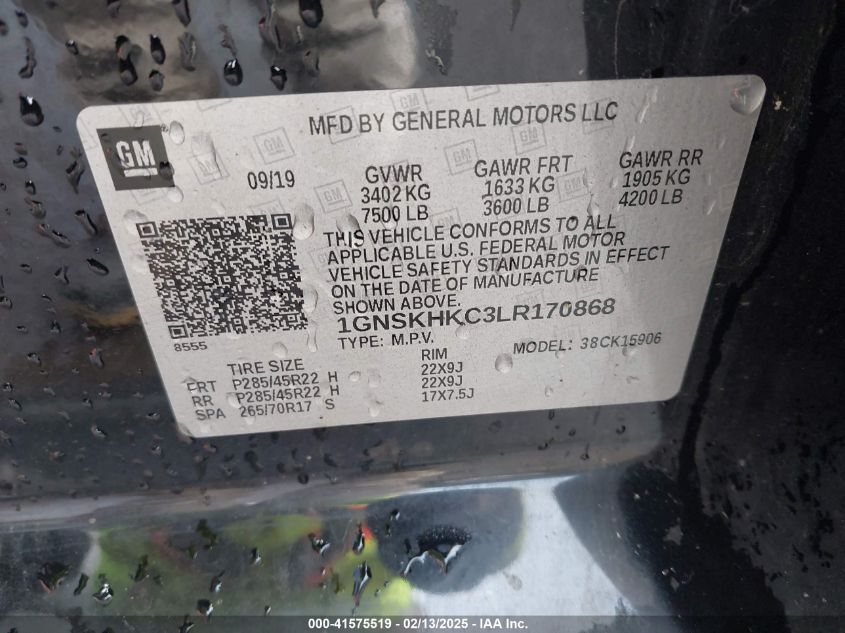 GM
MFD BY GENERAL MOTORS LLC
09/19
GVWR GAWR FRT GAWR RR
3402 KG 1633 KG 1905 KG
7500 LB 3600 LB 4200 LB
THIS VEHICLE CONFORMS TO ALL
APPLICABLE U.S. FEDERAL MOTOR
VEHICLE SAFETY STANDARDS IN EFFECT
ON THE DATE OF MANUFACTURE
SHOWN ABOVE.
1GNSKHKC3LR170868
8555
TYPE: M.P.V. MODEL: 38CK15906
TIRE SIZE RIM
FRT P285/45R22 H 22X9J
RR P285/45R22 H 22X9J
SPA 265/70R17 S 17X7.5J
000-41575519 — 02/13/2025 - IAA Inc.